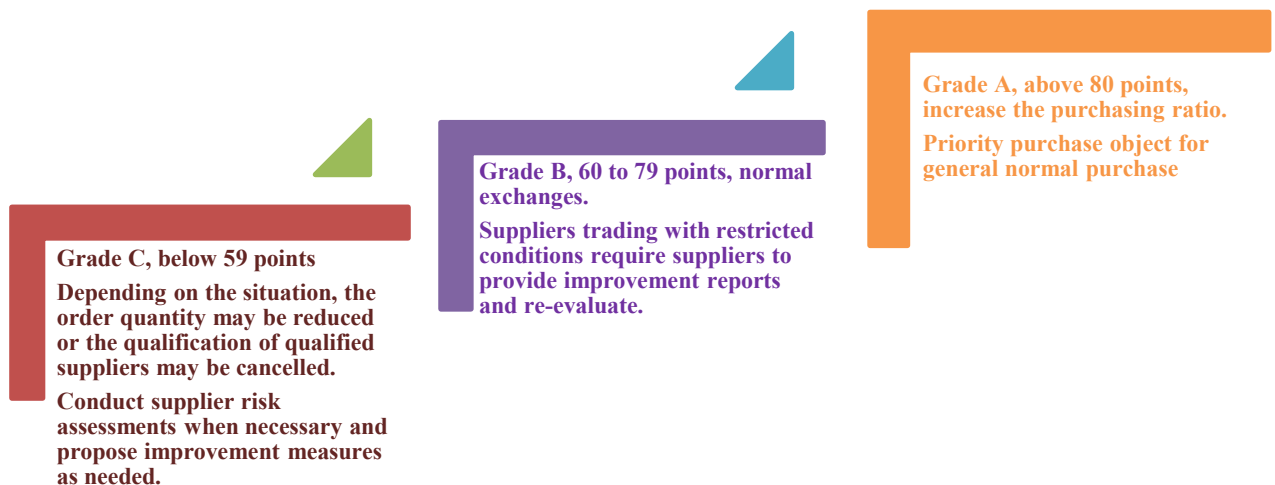 Grade C, below 59 points
Depending on the situation, the
order quantity may be reduced
or the qualification of qualified
suppliers may be cancelled.
Conduct supplier risk
assessments when necessary and
propose improvement measures
as needed.
Grade B, 60 to 79 points, normal
exchanges.
Suppliers trading with restricted
conditions require suppliers to
provide improvement reports
and re-evaluate.
Grade A, above 80 points,
increase the purchasing ratio.
Priority purchase object for
general normal purchase